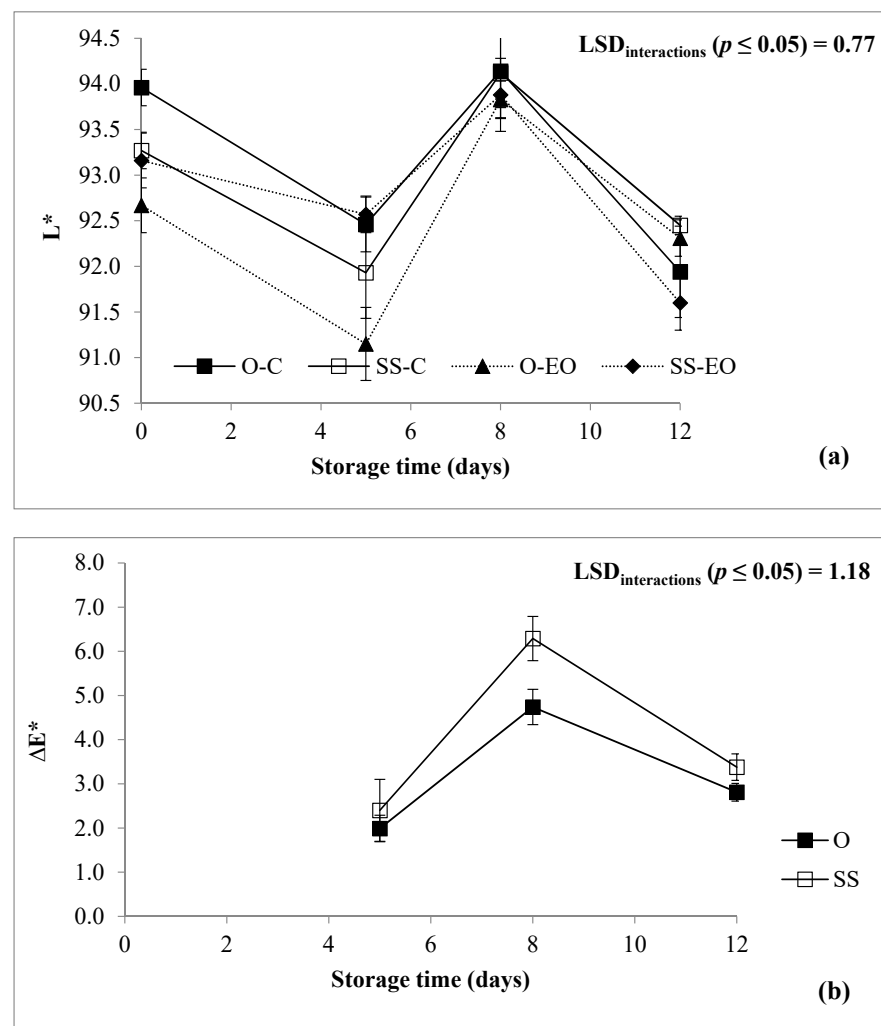 94.5
94.0
93.5
93.0
92.5
92.0
91.5
91.0
90.5
L*
LSDinteractions (p ≤ 0.05) = 0.77
O-C SS-C O-EO SS-EO
0 2 4 6 8 10 12
Storage time (days)
(a)
8.0
7.0
6.0
5.0
4.0
3.0
2.0
1.0
0.0
ΔE*
LSDinteractions (p ≤ 0.05) = 1.18
O
SS
0 2 4 6 8 10 12
Storage time (days)
(b)